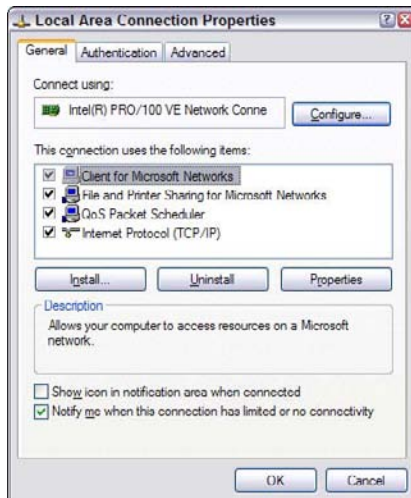 Local Area Connection Properties
General Authentication Advanced
Connect using:
Intel(R) PRO/100 VE Network Conne Configure...
This connection uses the following items:
Client for Microsoft Networks
File and Printer Sharing for Microsoft Networks
QoS Packet Scheduler
Internet Protocol (TCP/IP)
Install... Uninstall Properties
Description
Allows your computer to access resources on a Microsoft
network.
Show icon in notification area when connected
Notify me when this connection has limited or no connectivity
OK Cancel